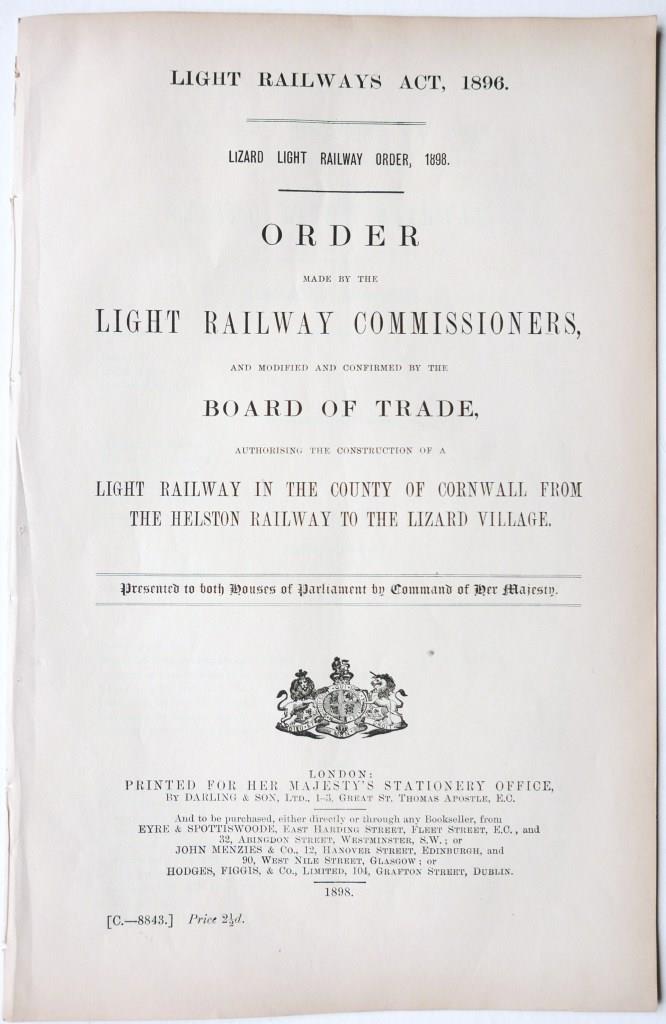 LIGHT RAILWAYS ACT, 1896.
LIZARD LIGHT RAILWAY ORDER, 1898.
ORDER
MADE BY THE
LIGHT RAILWAY COMMISSIONERS,
AND MODIFIED AND CONFIRMED BY THE
BOARD OF TRADE,
AUTHORISING THE CONSTRUCTION OF A
LIGHT RAILWAY IN THE COUNTY OF CORNWALL FROM
THE HELSTON RAILWAY TO THE LIZARD VILLAGE.
Presented to both Houses of Parliament by Command of Her Majesty.
LONDON:
PRINTED FOR HER MAJESTY'S STATIONERY OFFICE,
BY DARLING & SON, LTD., 1-3, GREAT ST. THOMAS APOSTLE, E.C.
And to be purchased, either directly or through any Bookseller, from
EYRE & SPOTTISWOODE, EAST HARDING STREET, FLEET STREET, E.C., and
32, ABINGDON STREET, WESTMINSTER, S.W.; or
JOHN MENZIES & Co., 12, HANOVER STREET, EDINBURGH, and
90, WEST NILE STREET, GLASGOW; or
HODGES, FIGGIS, & Co., LIMITED, 104, GRAFTON STREET, DUBLIN.
1898.
[C.—8843.] Price 2½d.